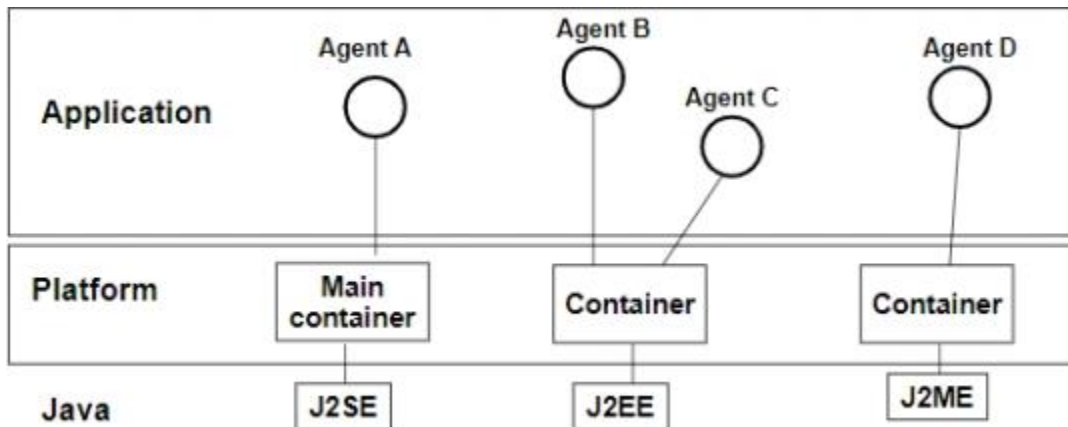 Agent A
Agent B
Agent C
Agent D
Application
Platform
Main
container
Container
Container
Java
J2SE
J2EE
J2ME